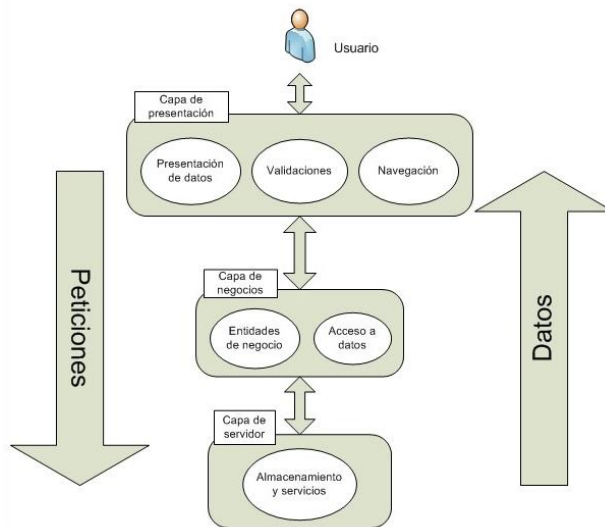 Usuario
Capa de
presentación
Presentación
de datos
Validaciones
Navegación
Peticiones
Datos
Capa de
negocios
Entidades
de negocio
Acceso a
datos
Capa de
servidor
Almacenamiento
y servicios